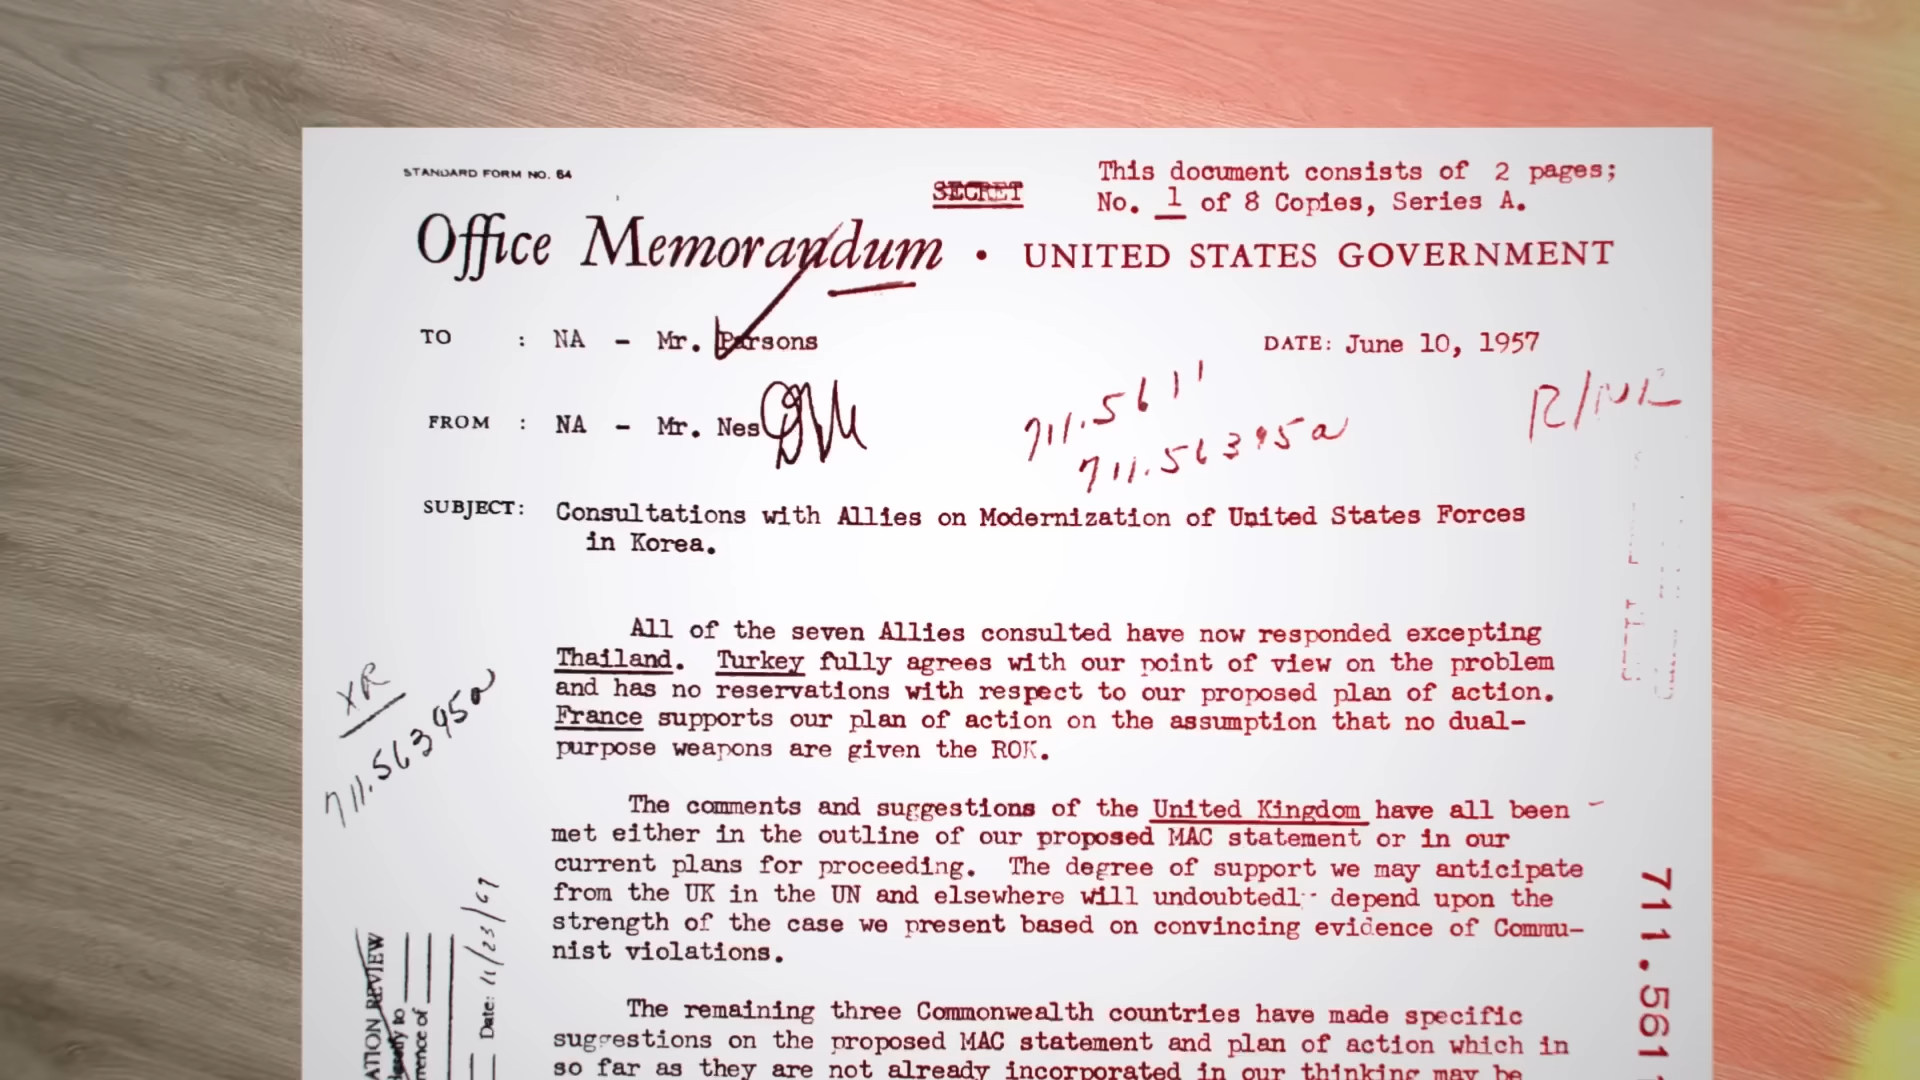 STANDARD FORM NO. 64
SECRET
This document consists of 2 pages;
No. 1 of 8 Copies, Series A.
Office Memorandum • UNITED STATES GOVERNMENT
TO : NA - Mr. Parsons
DATE: June 10, 1957
FROM : NA - Mr. Nes
711.5611
711.56395a
R/NR
SUBJECT: Consultations with Allies on Modernization of United States Forces
in Korea.
All of the seven Allies consulted have now responded excepting
Thailand. Turkey fully agrees with our point of view on the problem
and has no reservations with respect to our proposed plan of action.
France supports our plan of action on the assumption that no dual-
purpose weapons are given the ROK.
XR
711.56395a
The comments and suggestions of the United Kingdom have all been
met either in the outline of our proposed MAC statement or in our
current plans for proceeding. The degree of support we may anticipate
from the UK in the UN and elsewhere will undoubtedl depend upon the
strength of the case we present based on convincing evidence of Commu-
nist violations.
The remaining three Commonwealth countries have made specific
suggestions on the proposed MAC statement and plan of action which in
so far as they are not already incorporated in our thinking may be
ATION REVIEW
to
mence of
Date: 11/23/
711.561